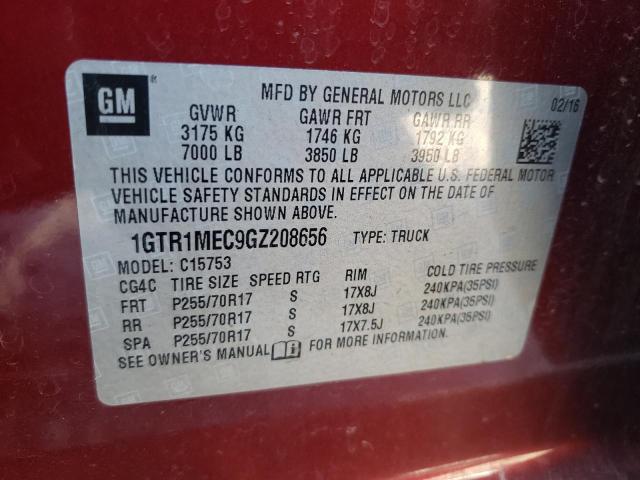 GM®
MFD BY GENERAL MOTORS LLC 02/16
GVWR GAWR FRT GAWR RR
3175 KG 1746 KG 1792 KG
7000 LB 3850 LB 3950 LB
THIS VEHICLE CONFORMS TO ALL APPLICABLE U.S. FEDERAL MOTOR
VEHICLE SAFETY STANDARDS IN EFFECT ON THE DATE OF
MANUFACTURE SHOWN ABOVE.
1GTR1MEC9GZ208656 TYPE: TRUCK
MODEL: C15753
CG4C TIRE SIZE SPEED RTG RIM COLD TIRE PRESSURE
FRT P255/70R17 S 17X8J 240KPA(35PSI)
RR P255/70R17 S 17X8J 240KPA(35PSI)
SPA P255/70R17 S 17X7.5J 240KPA(35PSI)
SEE OWNER'S MANUAL FOR MORE INFORMATION.